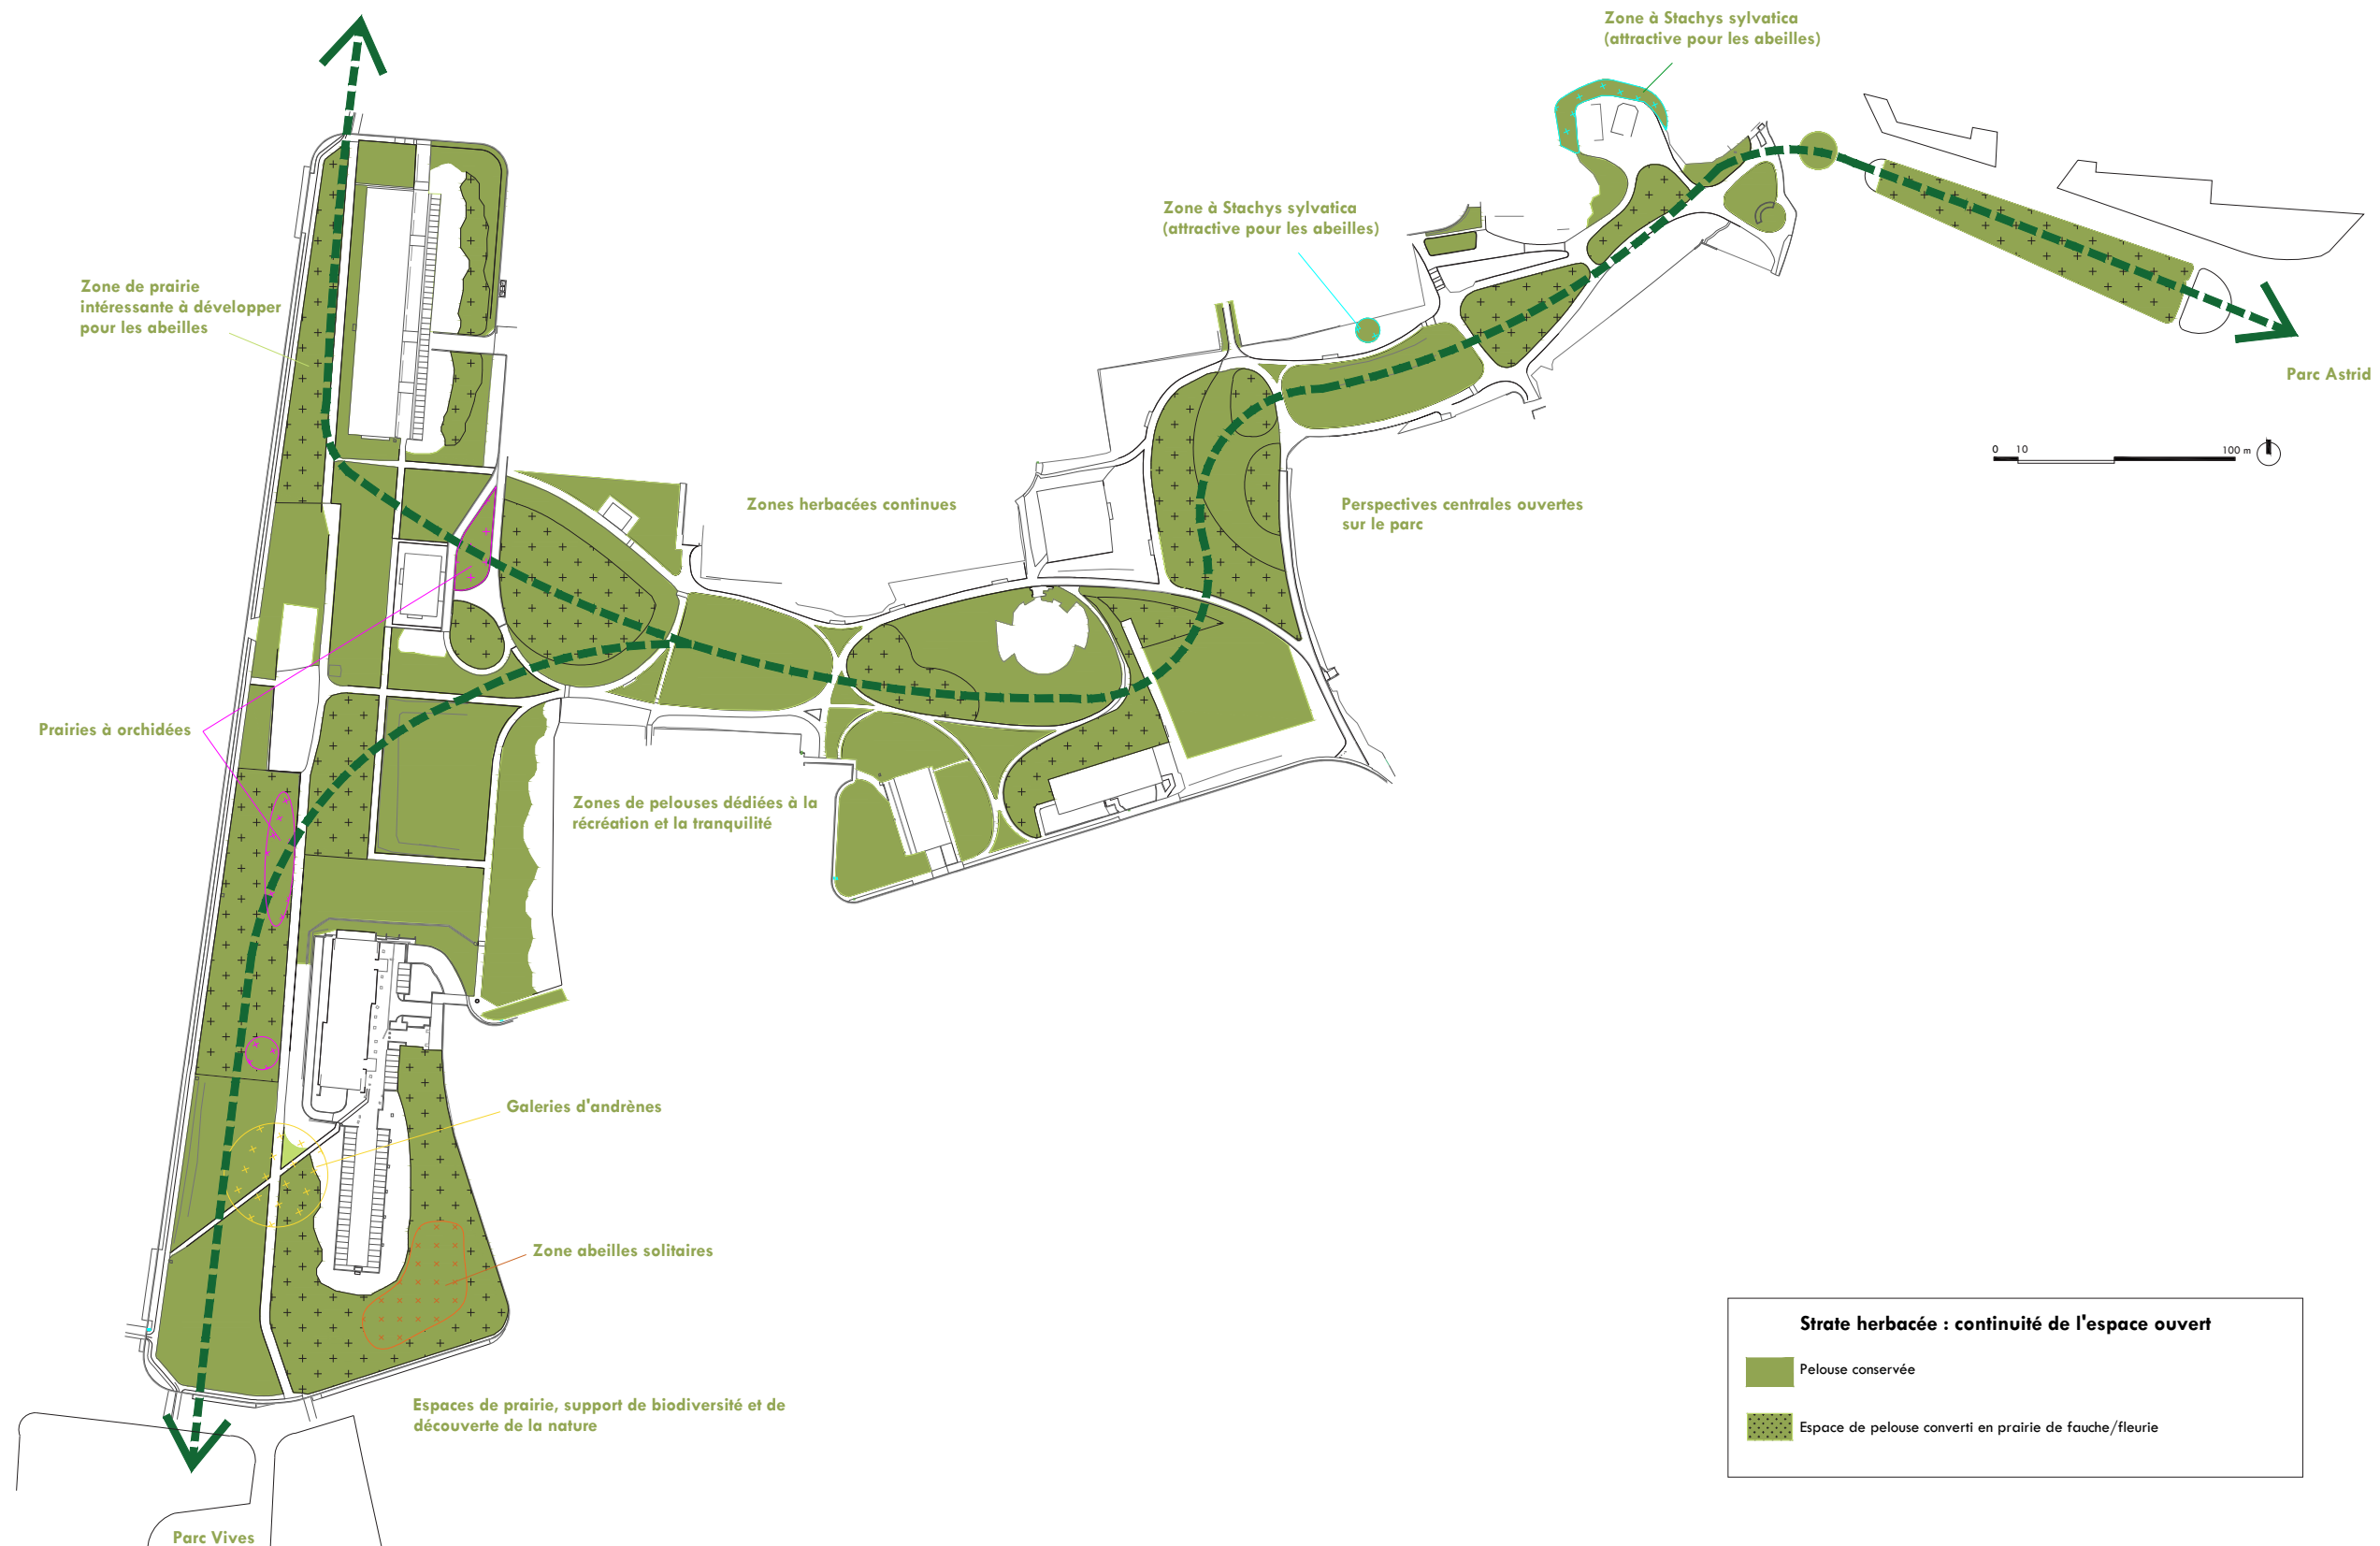 Zone à Stachys sylvatica
(attractive pour les abeilles)
Zone à Stachys sylvatica
(attractive pour les abeilles)
Zone de prairie
intéressante à développer
pour les abeilles
Parc Astrid
0 10 100 m
Zones herbacées continues
Perspectives centrales ouvertes
sur le parc
Prairies à orchidées
Zones de pelouses dédiées à la
récréation et la tranquilité
Galeries d'andrènes
Zone abeilles solitaires
Espaces de prairie, support de biodiversité et de
découverte de la nature
Parc Vives
Strate herbacée : continuité de l'espace ouvert
Pelouse conservée
Espace de pelouse converti en prairie de fauche/fleurie